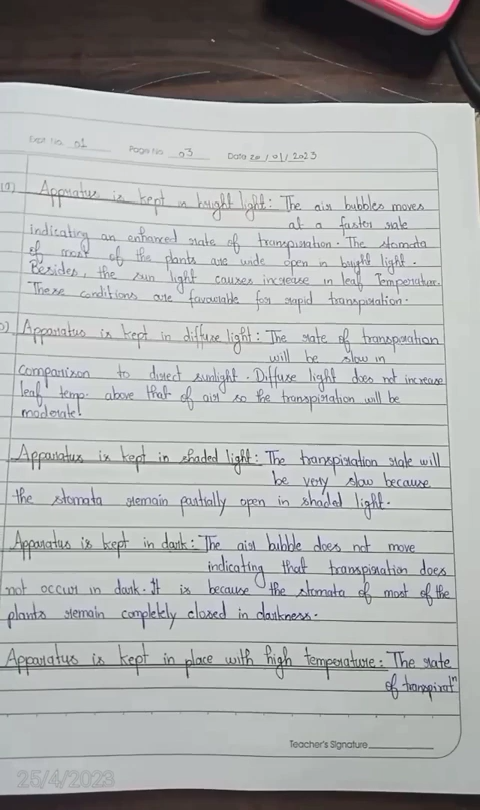 Expt No. 01 Page No. 03 Date 20/01/2023
(a) Apparatus is kept in bright light: The air bubbles moves
at a faster rate
indicating an enhanced rate of transpiration. The stomata
of most of the plants are wide open in bright light.
Besides, the sun light causes increase in leaf Temperature.
These conditions are favourable for rapid transpiration.
b) Apparatus is kept in diffuse light: The rate of transpiration
will be slow in
comparison to direct sunlight. Diffuse light does not increase
leaf temp. above that of air so the transpiration will be
moderate!
Apparatus is kept in shaded light: The transpiration rate will
be very slow because
the stomata remain partially open in shaded light.
Apparatus is kept in dark: The air bubble does not move
indicating that transpiration does
not occur in dark. It is because the stomata of most of the
plants remain completely closed in darkness.
Apparatus is kept in place with high temperature: The rate
of transpiratⁿ
Teacher's Signature
25/4/2023